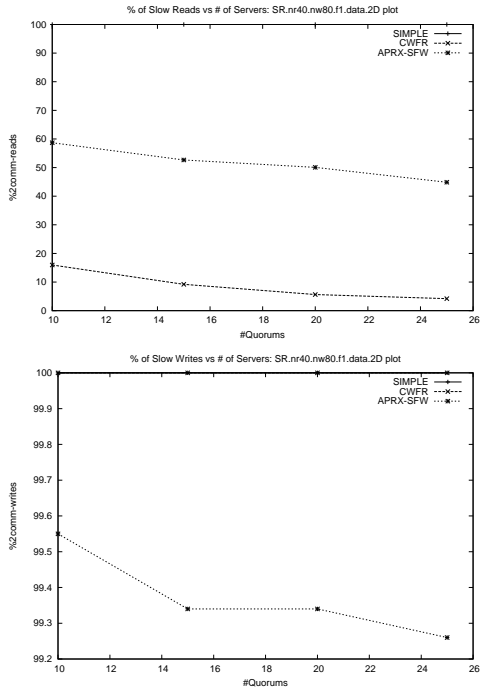 % of Slow Reads vs # of Servers: SR.nr40.nw80.f1.data.2D plot
SIMPLE
CWFR
APRX-SFW
100
90
80
70
60
50
40
30
20
10
0
%2comm-reads
10 12 14 16 18 20 22 24 26
#Quorums
% of Slow Writes vs # of Servers: SR.nr40.nw80.f1.data.2D plot
SIMPLE
CWFR
APRX-SFW
100
99.9
99.8
99.7
99.6
99.5
99.4
99.3
99.2
%2comm-writes
10 12 14 16 18 20 22 24 26
#Quorums